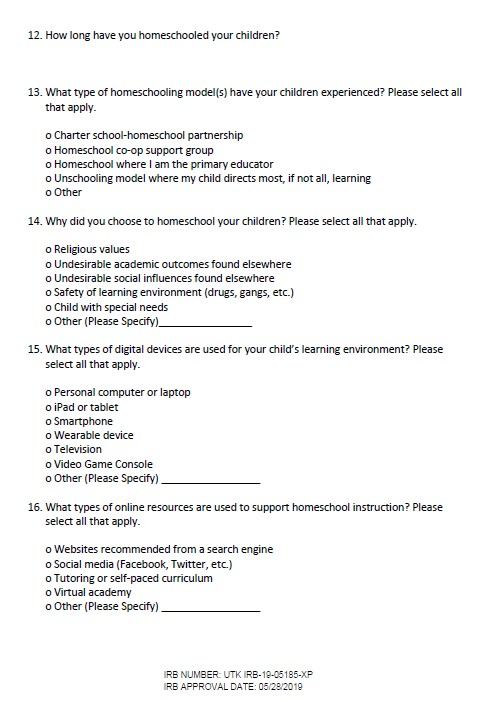 12. How long have you homeschooled your children?
13. What type of homeschooling model(s) have your children experienced? Please select all
that apply.
o Charter school-homeschool partnership
o Homeschool co-op support group
o Homeschool where I am the primary educator
o Unschooling model where my child directs most, if not all, learning
o Other
14. Why did you choose to homeschool your children? Please select all that apply.
o Religious values
o Undesirable academic outcomes found elsewhere
o Undesirable social influences found elsewhere
o Safety of learning environment (drugs, gangs, etc.)
o Child with special needs
o Other (Please Specify)__________________
15. What types of digital devices are used for your child’s learning environment? Please
select all that apply.
o Personal computer or laptop
o iPad or tablet
o Smartphone
o Wearable device
o Television
o Video Game Console
o Other (Please Specify) ___________________
16. What types of online resources are used to support homeschool instruction? Please
select all that apply.
o Websites recommended from a search engine
o Social media (Facebook, Twitter, etc.)
o Tutoring or self-paced curriculum
o Virtual academy
o Other (Please Specify) ___________________
IRB NUMBER: UTK IRB-19-05185-XP
IRB APPROVAL DATE: 05/28/2019